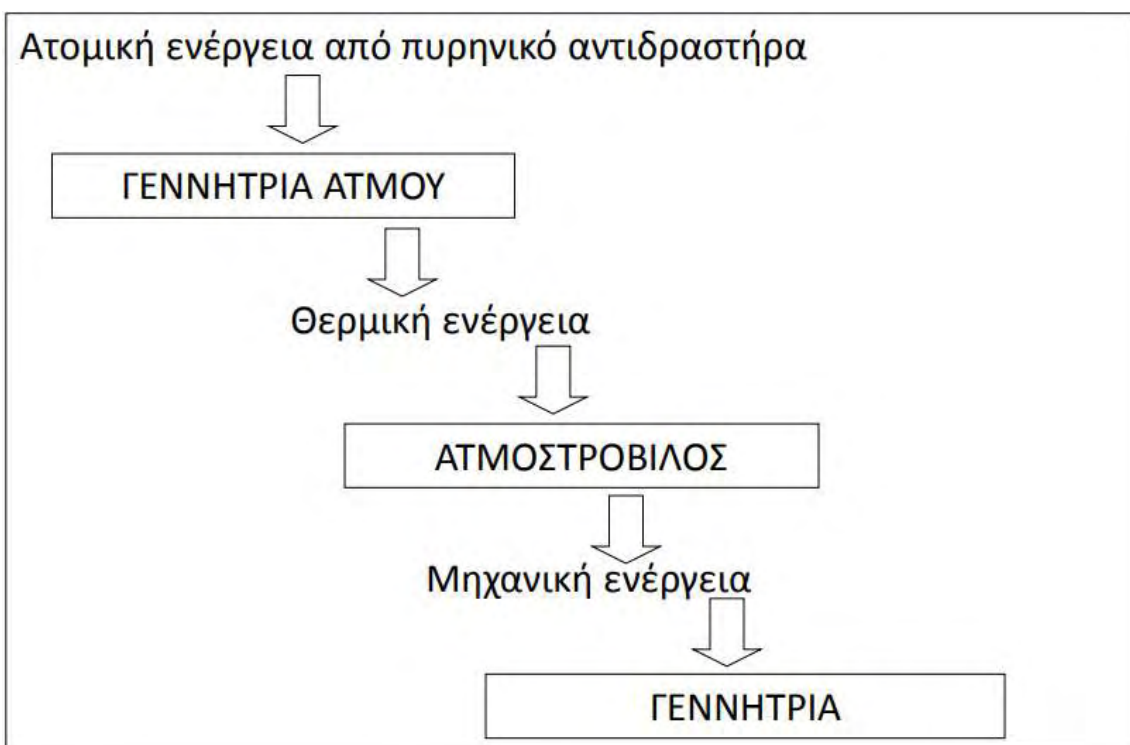 Ατομική ενέργεια από πυρηνικό αντιδραστήρα
ΓΕΝΝΗΤΡΙΑ ΑΤΜΟΥ
Θερμική ενέργεια
ΑΤΜΟΣΤΡΟΒΙΛΟΣ
Μηχανική ενέργεια
ΓΕΝΝΗΤΡΙΑ